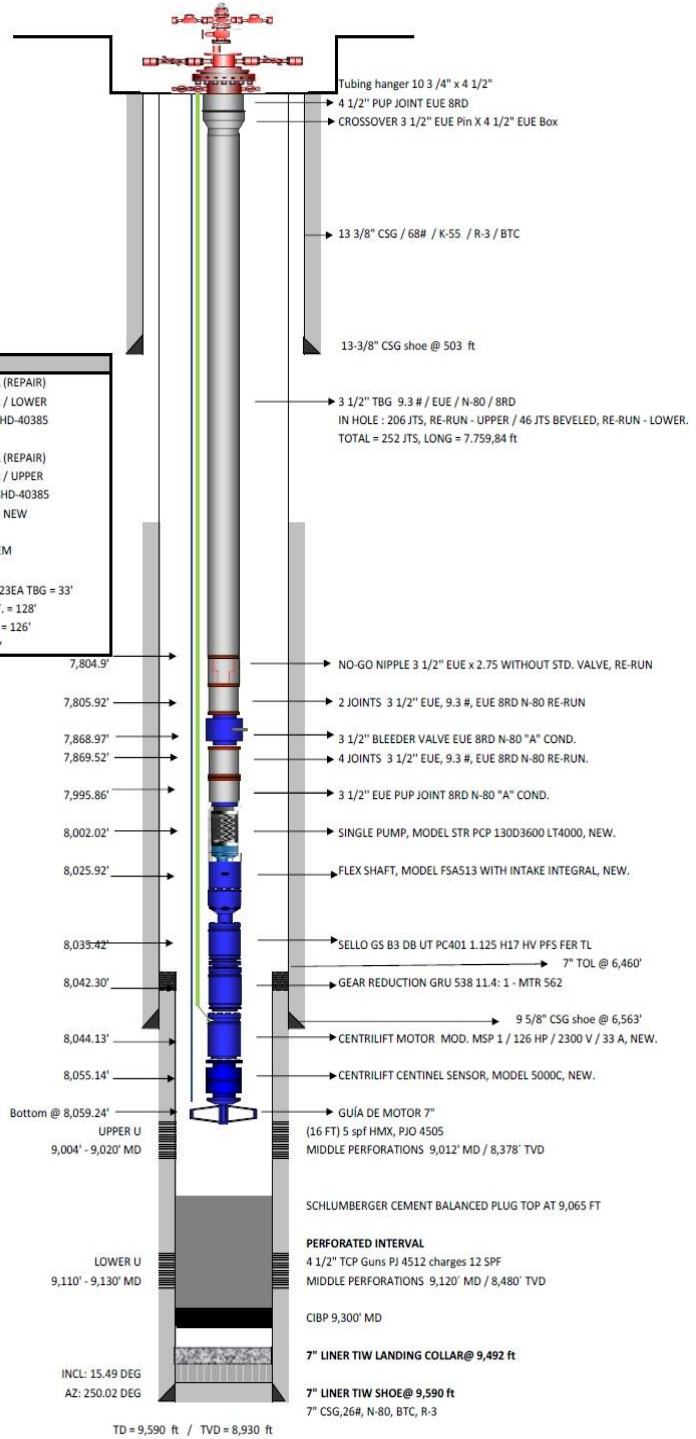 Tubing hanger 10 3 /4" x 4 1/2"
4 1/2" PUP JOINT EUE 8RD
CROSSOVER 3 1/2" EUE Pin X 4 1/2" EUE Box
13 3/8" CSG / 68# / K-55 / R-3 / BTC
13-3/8" CSG shoe @ 503 ft
(REPAIR)
/ LOWER
HD-40385
(REPAIR)
/ UPPER
HD-40385
NEW
EM
23EA TBG = 33'
. = 128'
= 126'
3 1/2" TBG 9.3 # / EUE / N-80 / 8RD
IN HOLE : 206 JTS, RE-RUN - UPPER / 46 JTS BEVELED, RE-RUN - LOWER.
TOTAL = 252 JTS, LONG = 7.759,84 ft
7,804.9' NO-GO NIPPLE 3 1/2" EUE x 2.75 WITHOUT STD. VALVE, RE-RUN
7,805.92' 2 JOINTS 3 1/2" EUE, 9.3 #, EUE 8RD N-80 RE-RUN
7,868.97' 3 1/2" BLEEDER VALVE EUE 8RD N-80 "A" COND.
7,869.52' 4 JOINTS 3 1/2" EUE, 9.3 #, EUE 8RD N-80 RE-RUN.
7,995.86' 3 1/2" EUE PUP JOINT 8RD N-80 "A" COND.
8,002.02' SINGLE PUMP, MODEL STR PCP 130D3600 LT4000, NEW.
8,025.92' FLEX SHAFT, MODEL FSA513 WITH INTAKE INTEGRAL, NEW.
8,035.42' SELLO GS B3 DB UT PC401 1.125 H17 HV PFS FER TL
7" TOL @ 6,460'
8,042.30' GEAR REDUCTION GRU 538 11.4: 1 - MTR 562
9 5/8" CSG shoe @ 6,563'
8,044.13' CENTRILIFT MOTOR MOD. MSP 1 / 126 HP / 2300 V / 33 A, NEW.
8,055.14' CENTRILIFT CENTINEL SENSOR, MODEL 5000C, NEW.
Bottom @ 8,059.24' GUÍA DE MOTOR 7"
UPPER U (16 FT) 5 spf HMX, PJO 4505
9,004' - 9,020' MD MIDDLE PERFORATIONS 9,012' MD / 8,378´ TVD
SCHLUMBERGER CEMENT BALANCED PLUG TOP AT 9,065 FT
PERFORATED INTERVAL
LOWER U 4 1/2" TCP Guns PJ 4512 charges 12 SPF
9,110' - 9,130' MD MIDDLE PERFORATIONS 9,120´ MD / 8,480´ TVD
CIBP 9,300' MD
7" LINER TIW LANDING COLLAR@ 9,492 ft
INCL: 15.49 DEG
AZ: 250.02 DEG 7" LINER TIW SHOE@ 9,590 ft
7" CSG,26#, N-80, BTC, R-3
TD = 9,590 ft / TVD = 8,930 ft